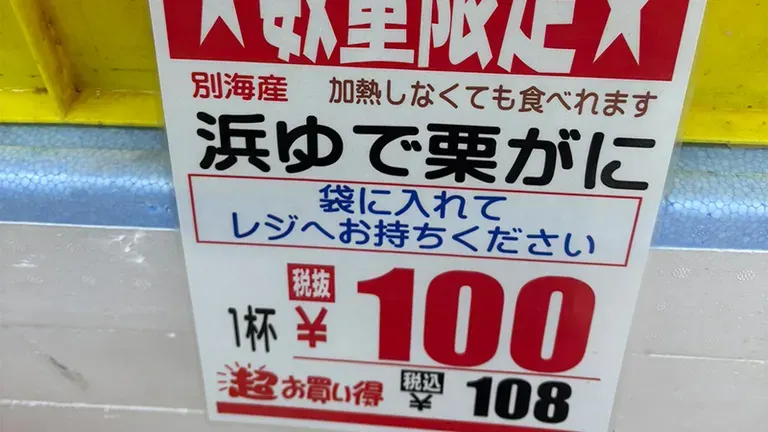 ★数量限定★
別海産 加熱しなくても食べれます
浜ゆで栗がに
袋に入れて
レジへお持ちください
1杯 税抜 ¥100
超お買い得 税込 ¥108